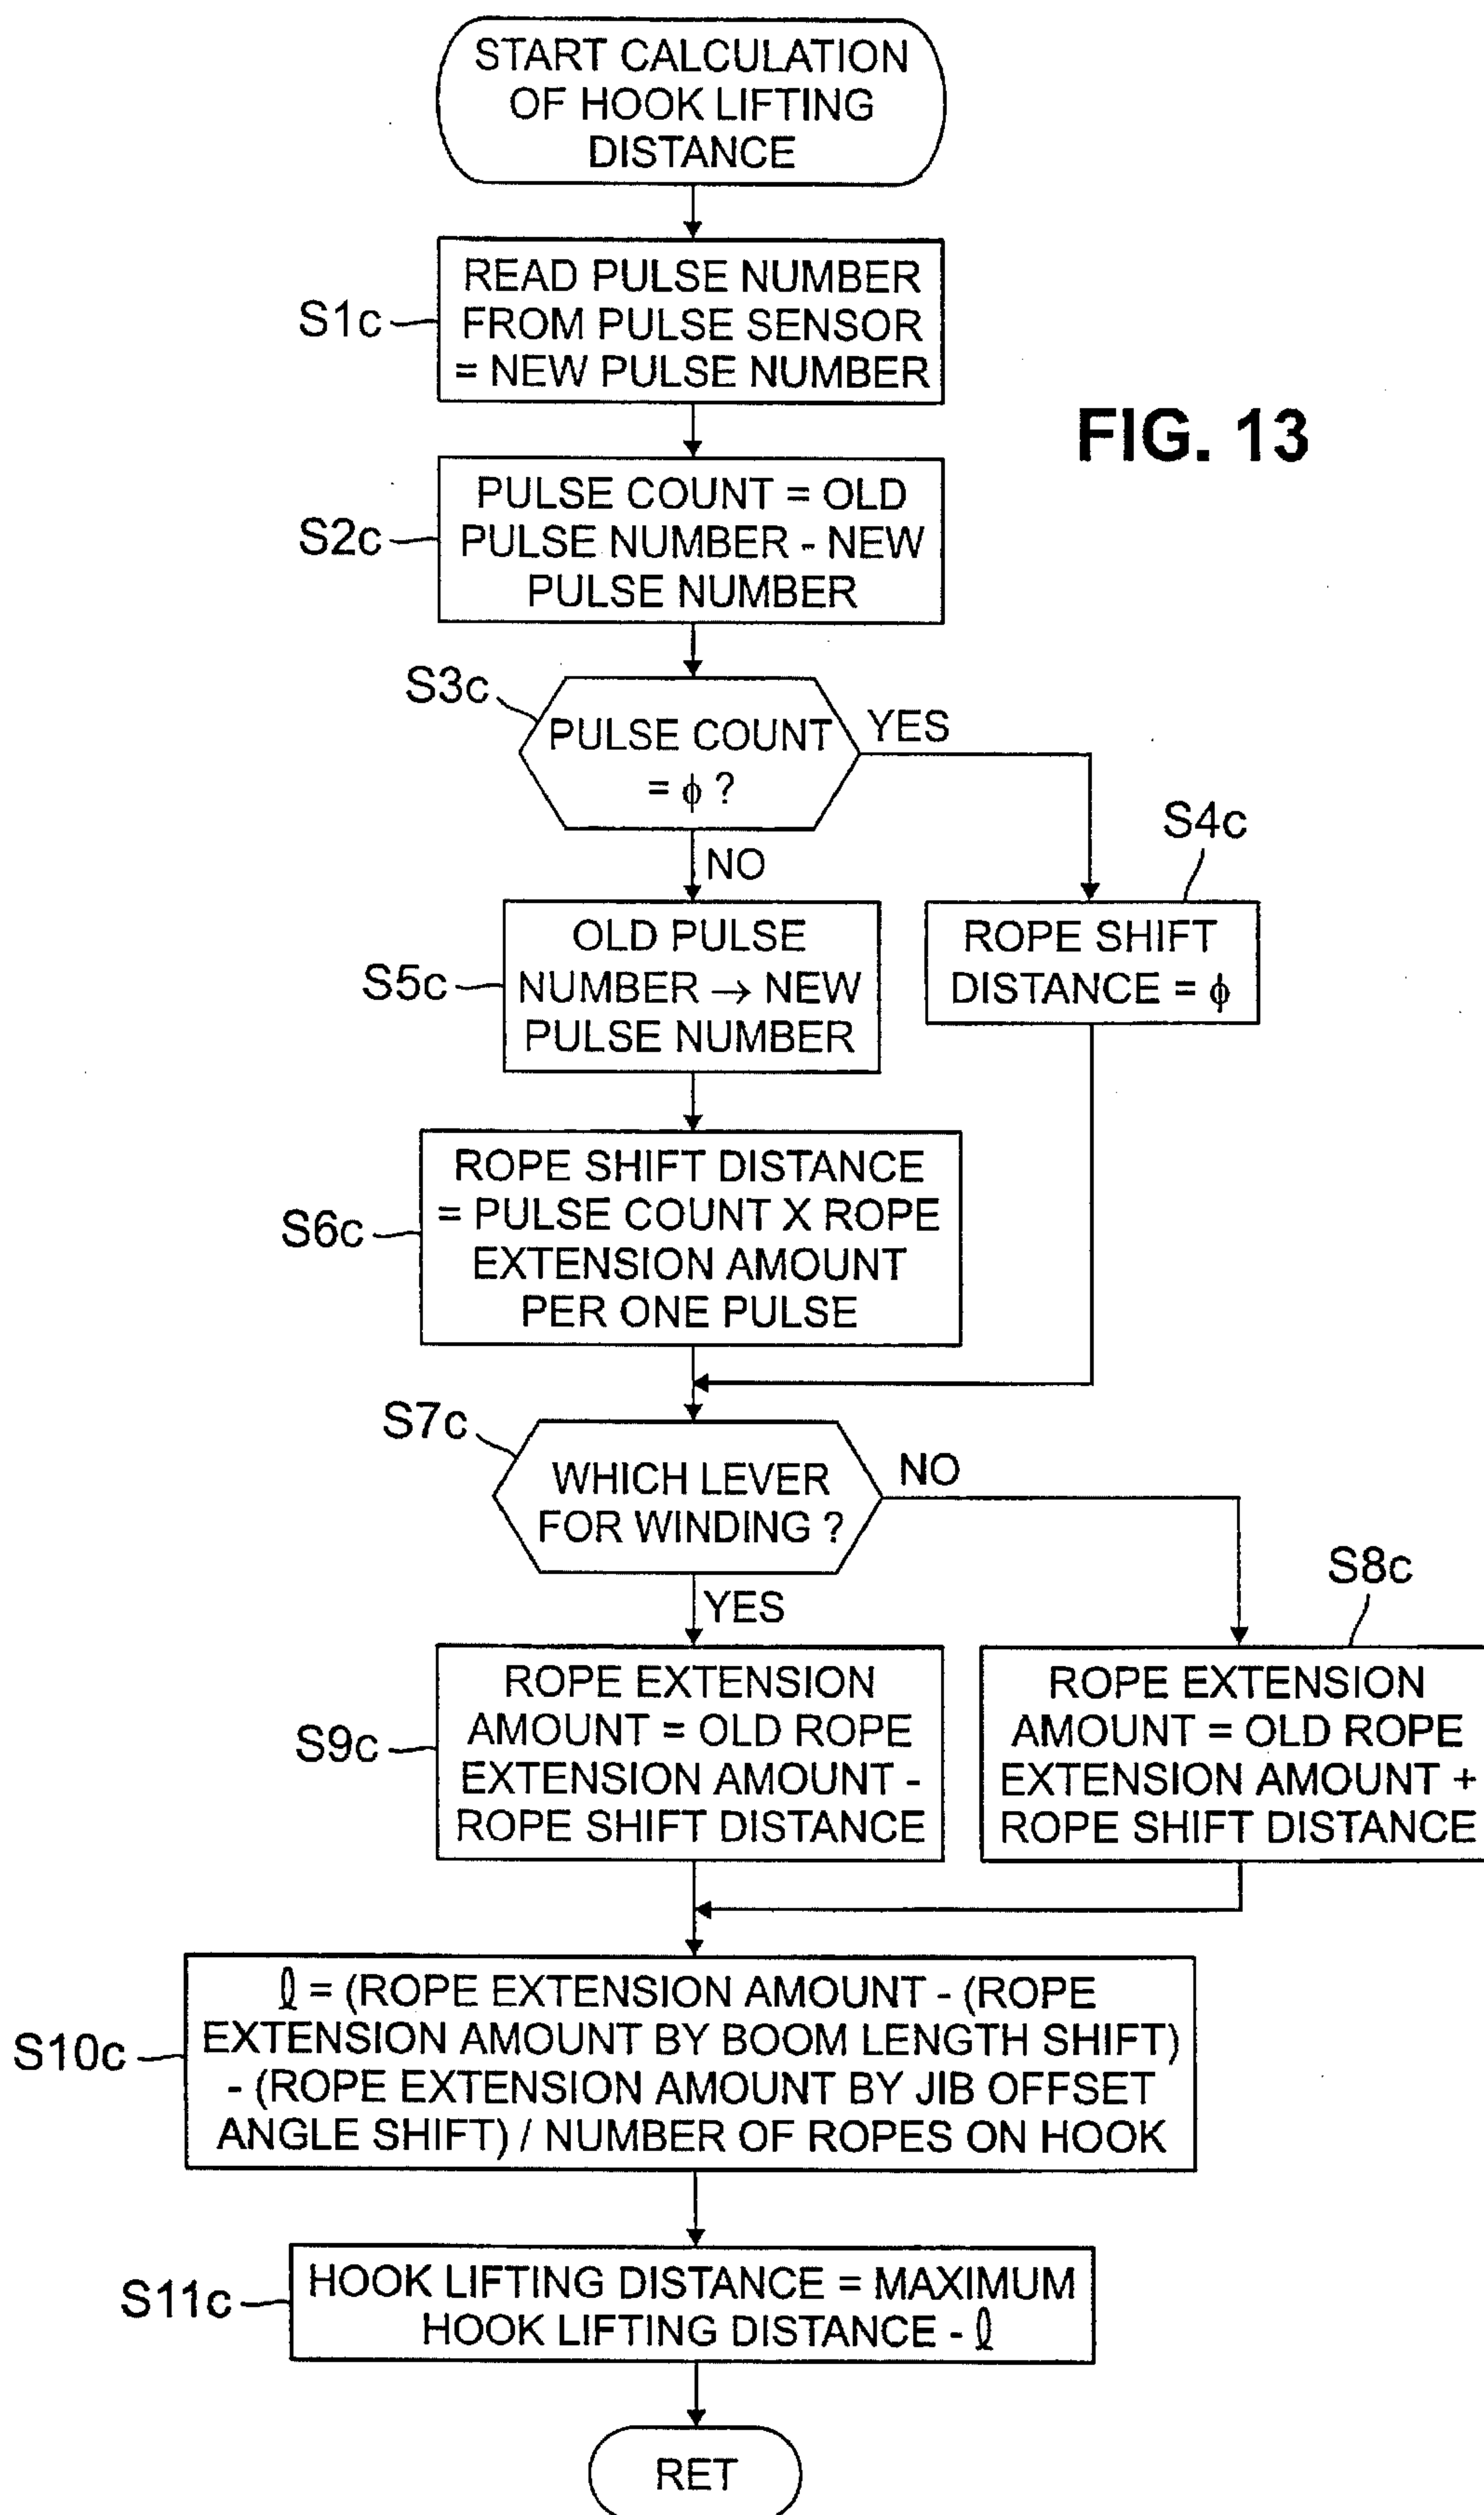 START CALCULATION
OF HOOK LIFTING
DISTANCE
S1c
READ PULSE NUMBER
FROM PULSE SENSOR
= NEW PULSE NUMBER
FIG. 13
S2c
PULSE COUNT = OLD
PULSE NUMBER - NEW
PULSE NUMBER
S3c
PULSE COUNT
= ϕ ?
YES
NO
S4c
ROPE SHIFT
DISTANCE = ϕ
S5c
OLD PULSE
NUMBER → NEW
PULSE NUMBER
S6c
ROPE SHIFT DISTANCE
= PULSE COUNT X ROPE
EXTENSION AMOUNT
PER ONE PULSE
S7c
WHICH LEVER
FOR WINDING ?
NO
YES
S8c
ROPE EXTENSION
AMOUNT = OLD ROPE
EXTENSION AMOUNT +
ROPE SHIFT DISTANCE
S9c
ROPE EXTENSION
AMOUNT = OLD ROPE
EXTENSION AMOUNT -
ROPE SHIFT DISTANCE
S10c
ℓ = (ROPE EXTENSION AMOUNT - (ROPE
EXTENSION AMOUNT BY BOOM LENGTH SHIFT)
- (ROPE EXTENSION AMOUNT BY JIB OFFSET
ANGLE SHIFT) / NUMBER OF ROPES ON HOOK
S11c
HOOK LIFTING DISTANCE = MAXIMUM
HOOK LIFTING DISTANCE - ℓ
RET